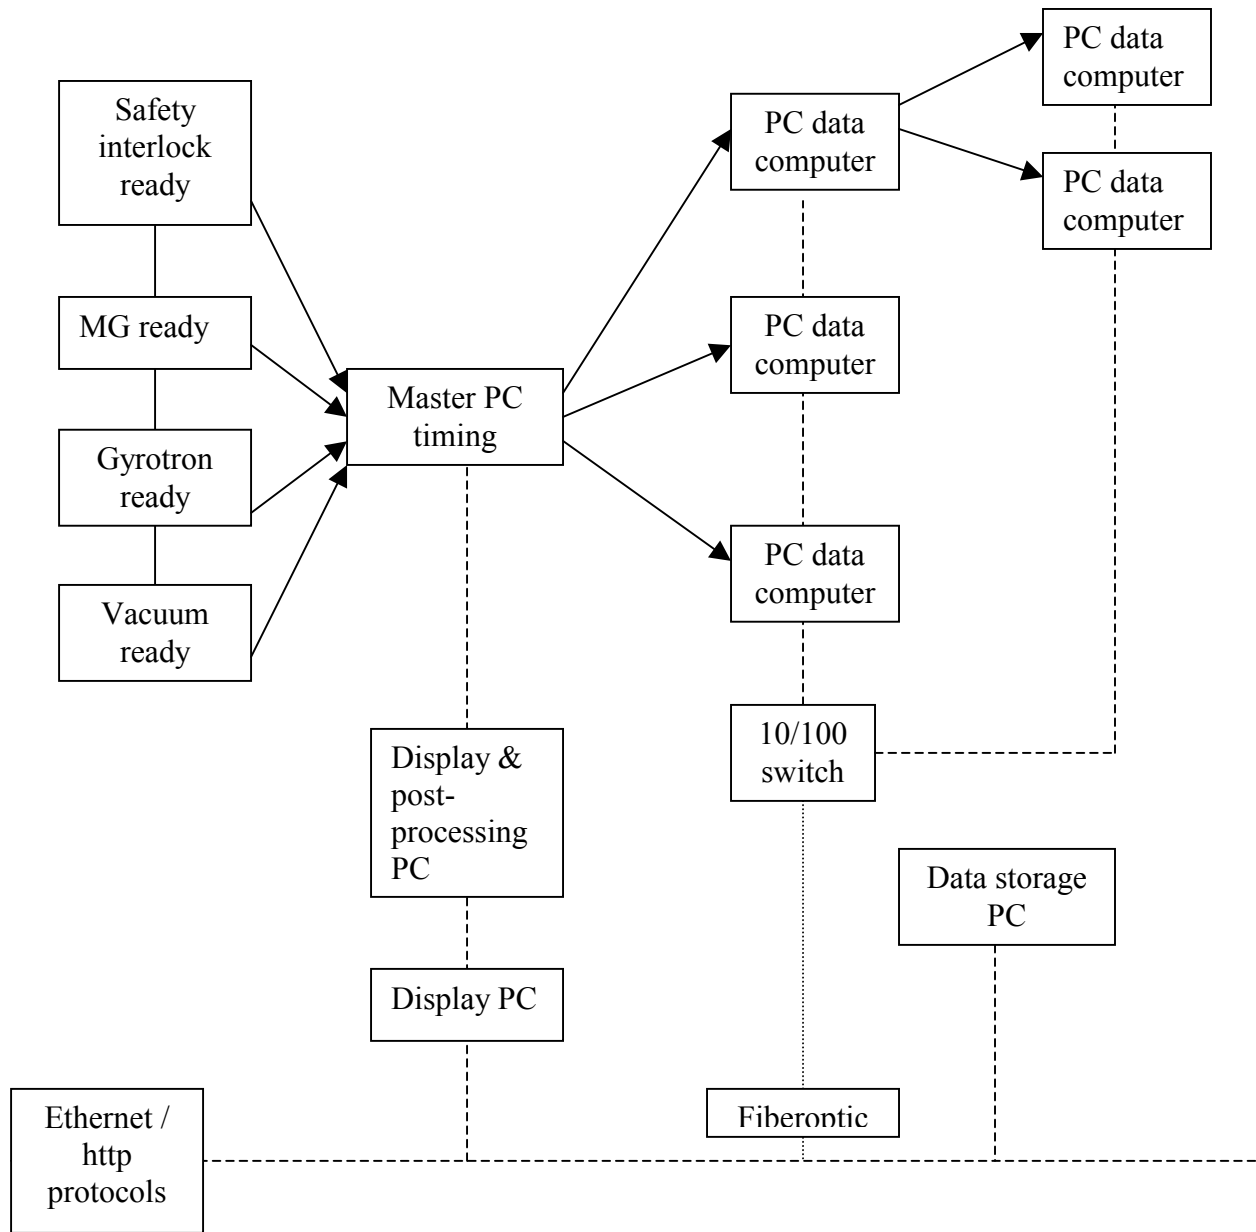 Safety
interlock
ready
MG ready
Gyrotron
ready
Vacuum
ready
Master PC
timing
PC data
computer
PC data
computer
PC data
computer
PC data
computer
PC data
computer
10/100
switch
Display &
post-
processing
PC
Display PC
Data storage
PC
Fiberoptic
Ethernet /
http
protocols